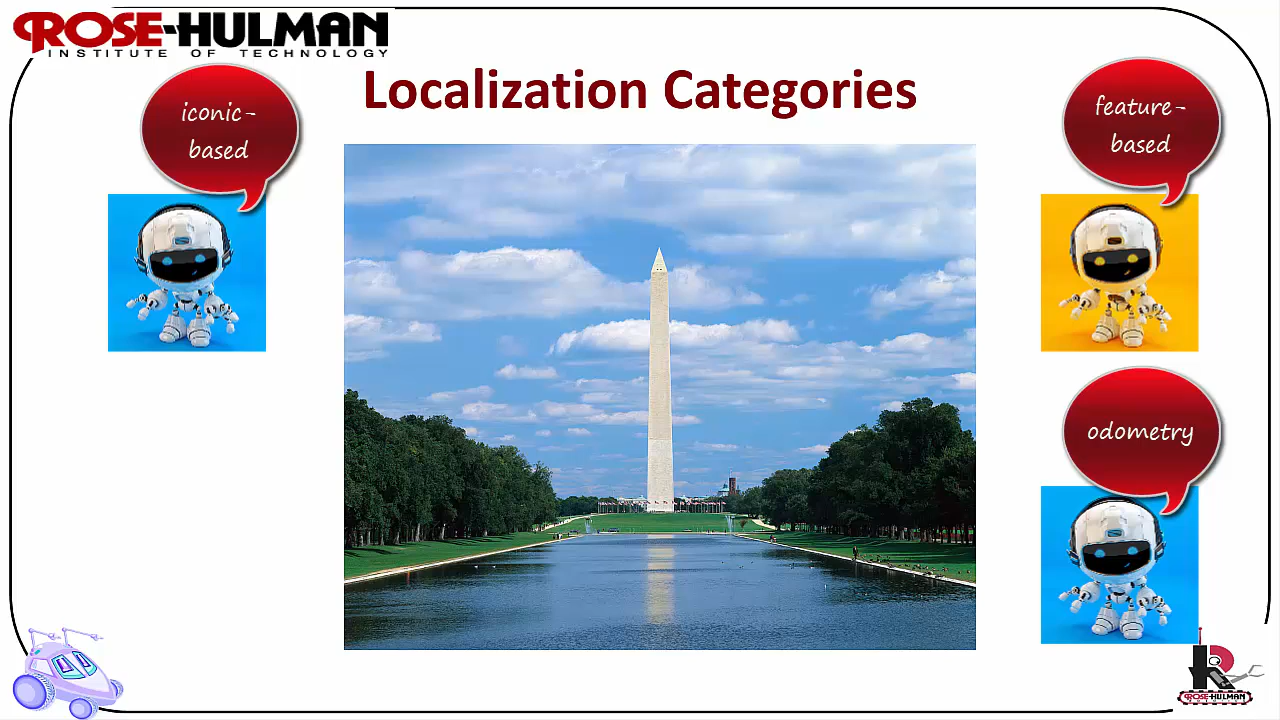 ROSE-HULMAN
INSTITUTE OF TECHNOLOGY
Localization Categories
iconic-
based
feature-
based
odometry
ROSE-HULMAN